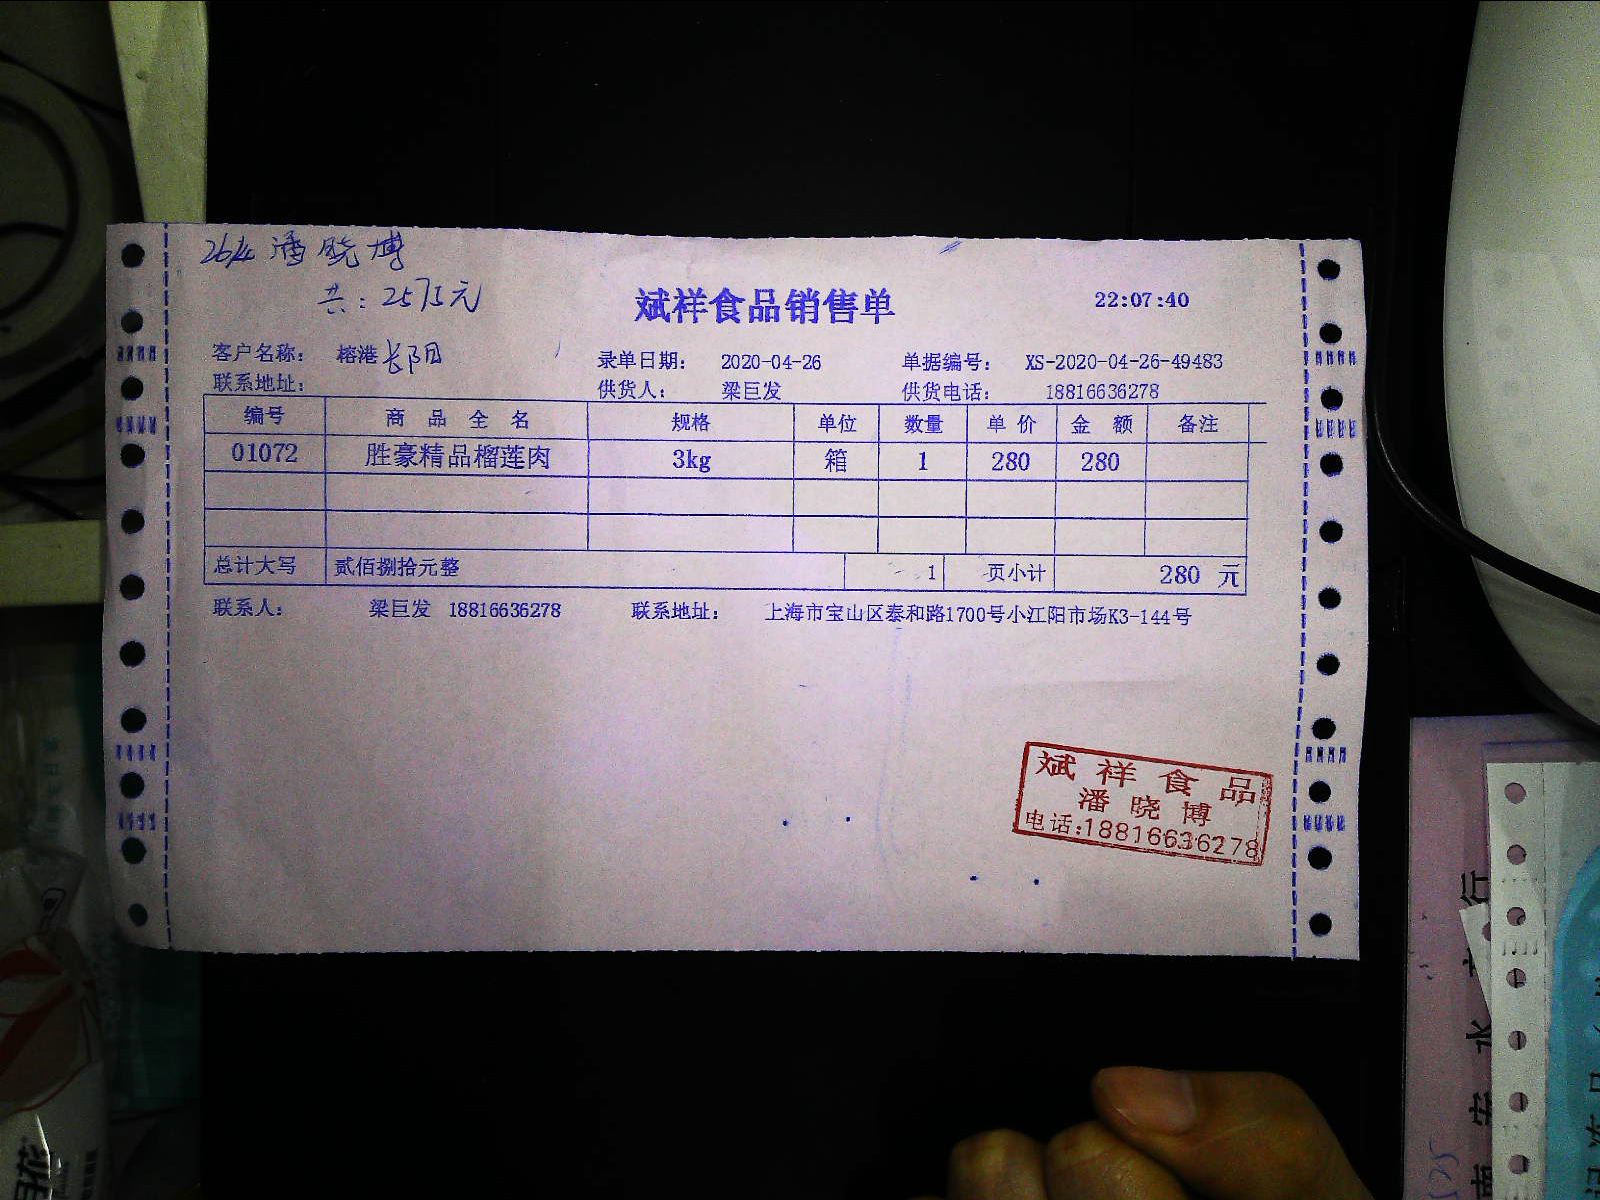 26/4 潘晓博
共：2575元
斌祥食品销售单 22:07:40
客户名称： 榕港长阳 录单日期： 2020-04-26 单据编号： XS-2020-04-26-49483
联系地址： 供货人： 梁巨发 供货电话： 18816636278
编号 商品全名 规格 单位 数量 单价 金额 备注
01072 胜豪精品榴莲肉 3kg 箱 1 280 280
总计大写 贰佰捌拾元整 1 页小计 280 元
联系人： 梁巨发 18816636278 联系地址： 上海市宝山区泰和路1700号小江阳市场K3-144号
斌祥食品
潘晓博
电话:18816636278